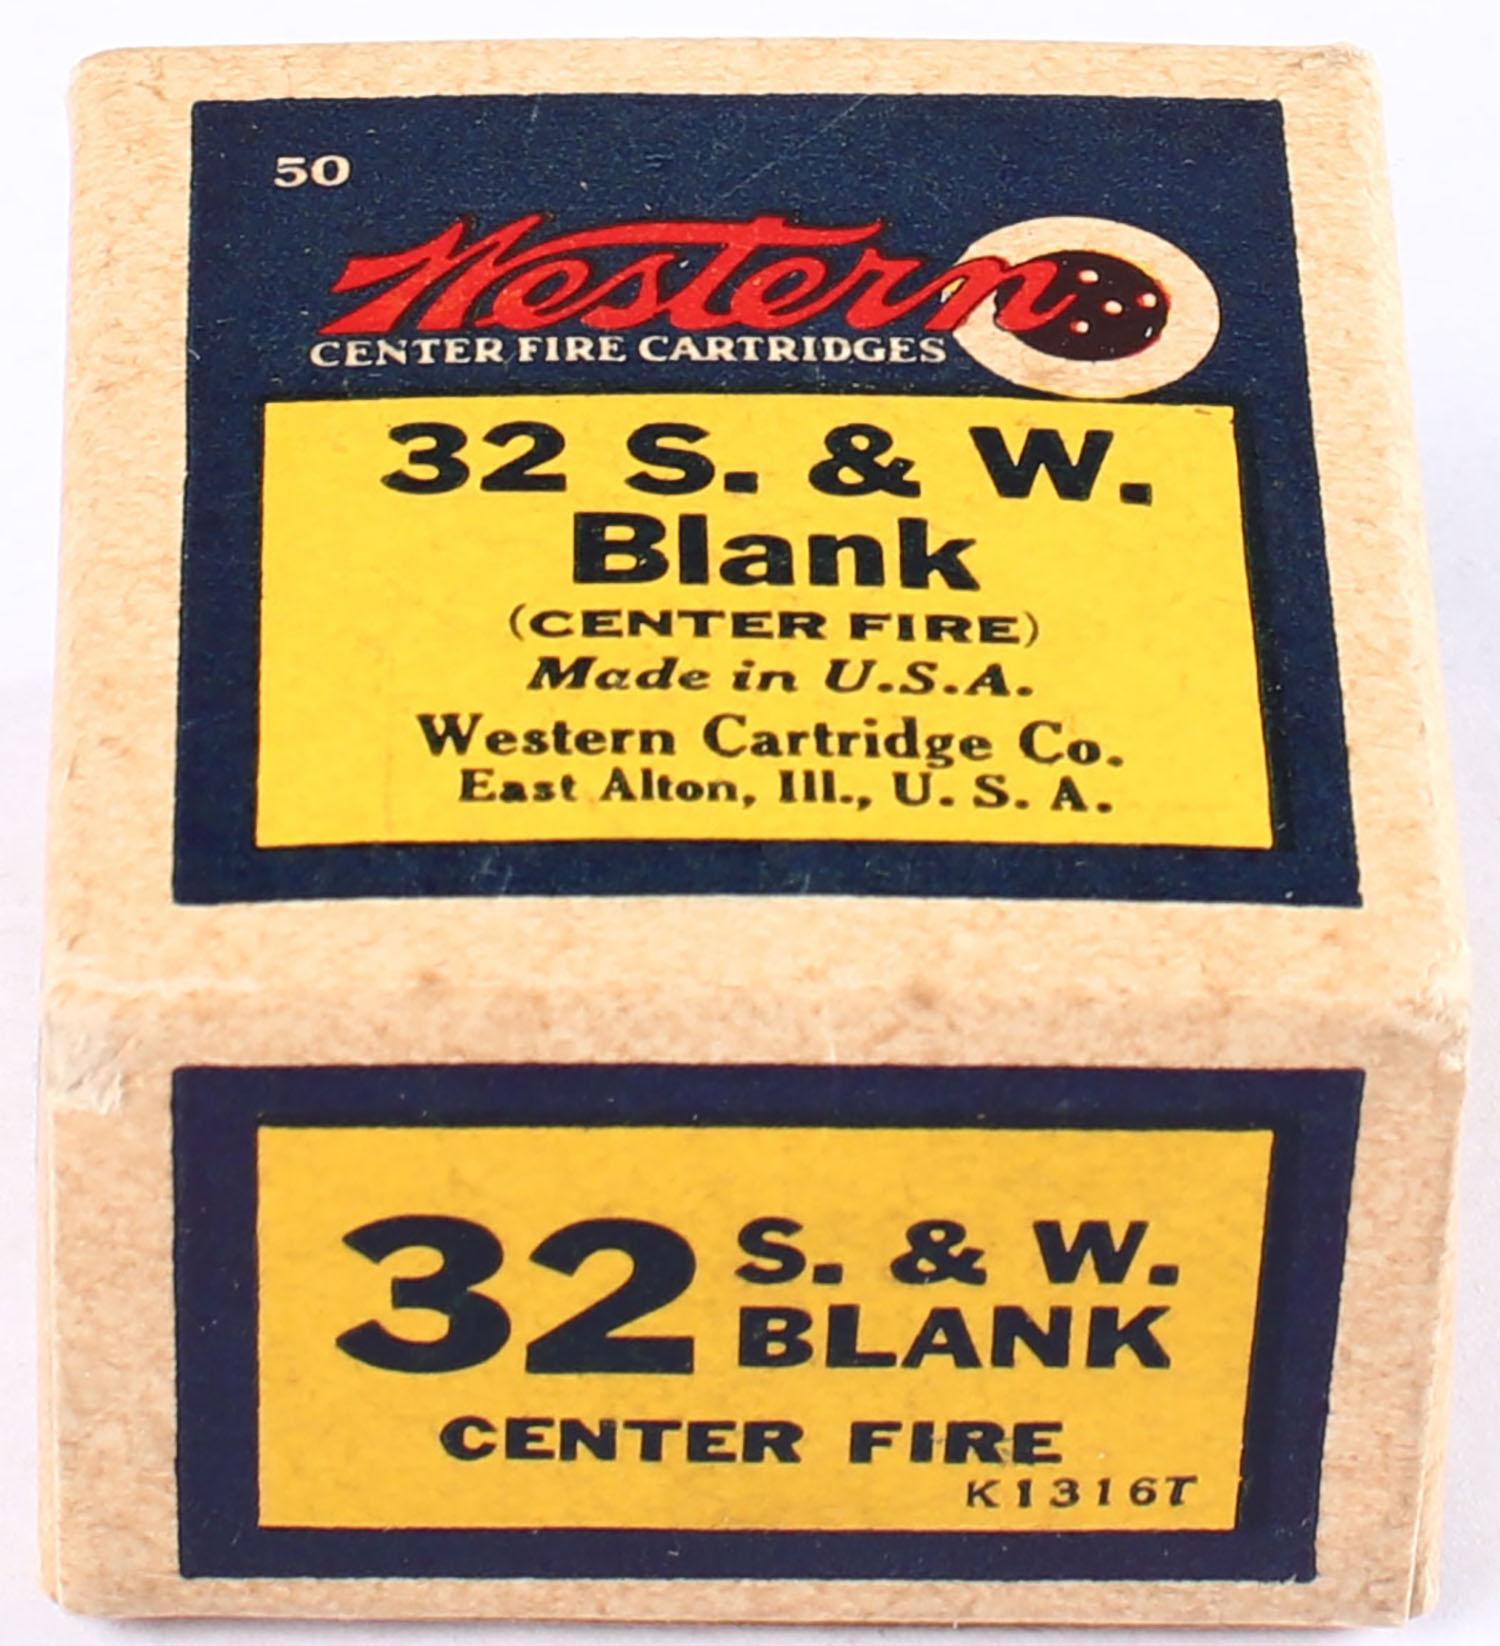 50
Western
CENTER FIRE CARTRIDGES
32 S. & W.
Blank
(CENTER FIRE)
Made in U.S.A.
Western Cartridge Co.
East Alton, Ill., U. S. A.
32 S. & W.
BLANK
CENTER FIRE
K1316T